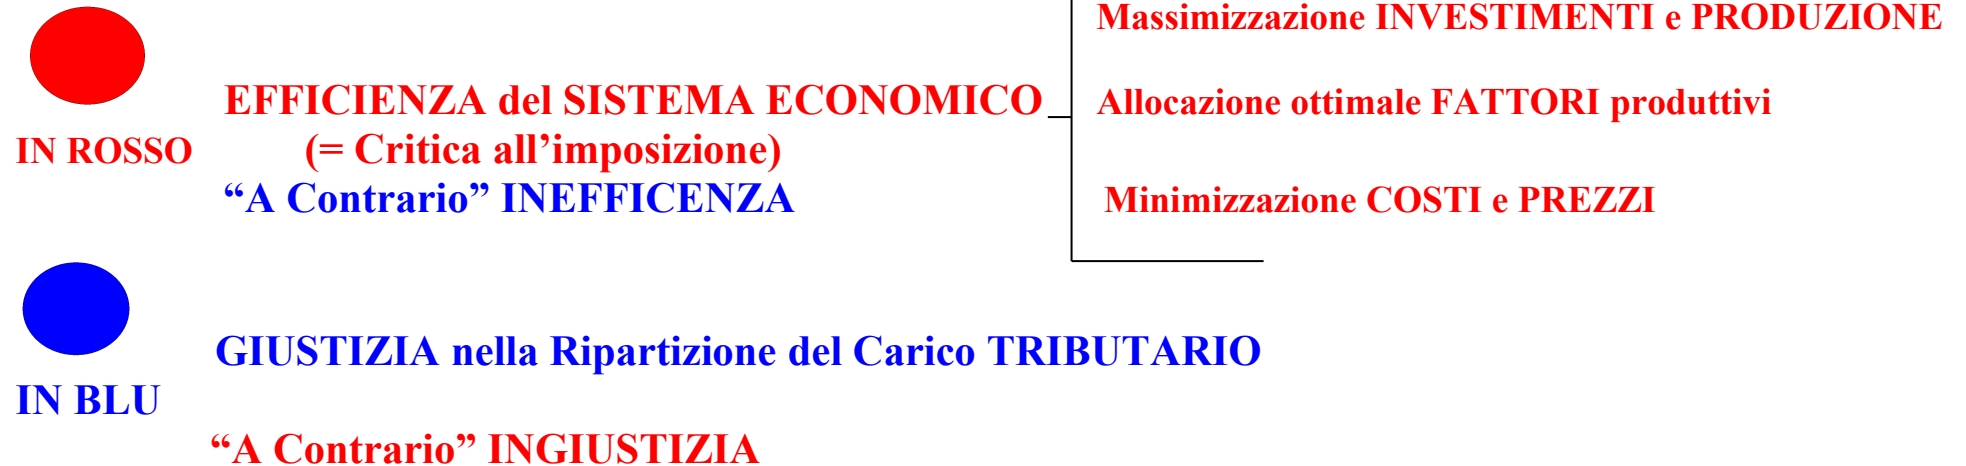 Massimizzazione INVESTIMENTI e PRODUZIONE
EFFICIENZA del SISTEMA ECONOMICO
Allocazione ottimale FATTORI produttivi
IN ROSSO
(= Critica all’imposizione)
“A Contrario” INEFFICENZA
Minimizzazione COSTI e PREZZI
GIUSTIZIA nella Ripartizione del Carico TRIBUTARIO
IN BLU
“A Contrario” INGIUSTIZIA